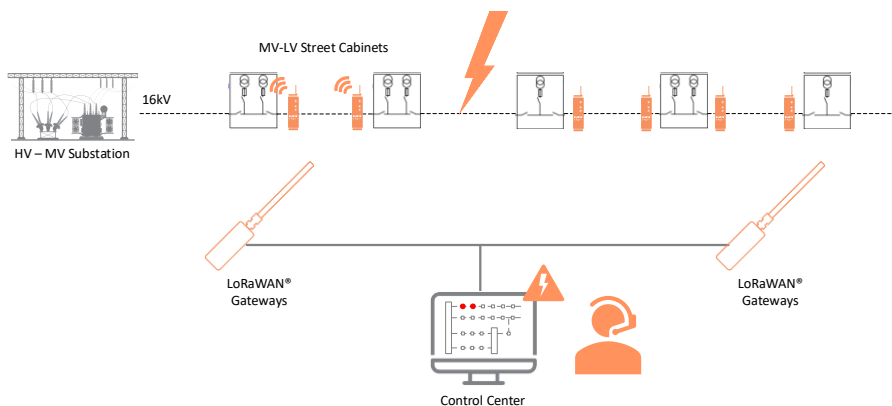 MV-LV Street Cabinets
16kV
HV – MV Substation
LoRaWAN®
Gateways
LoRaWAN®
Gateways
Control Center